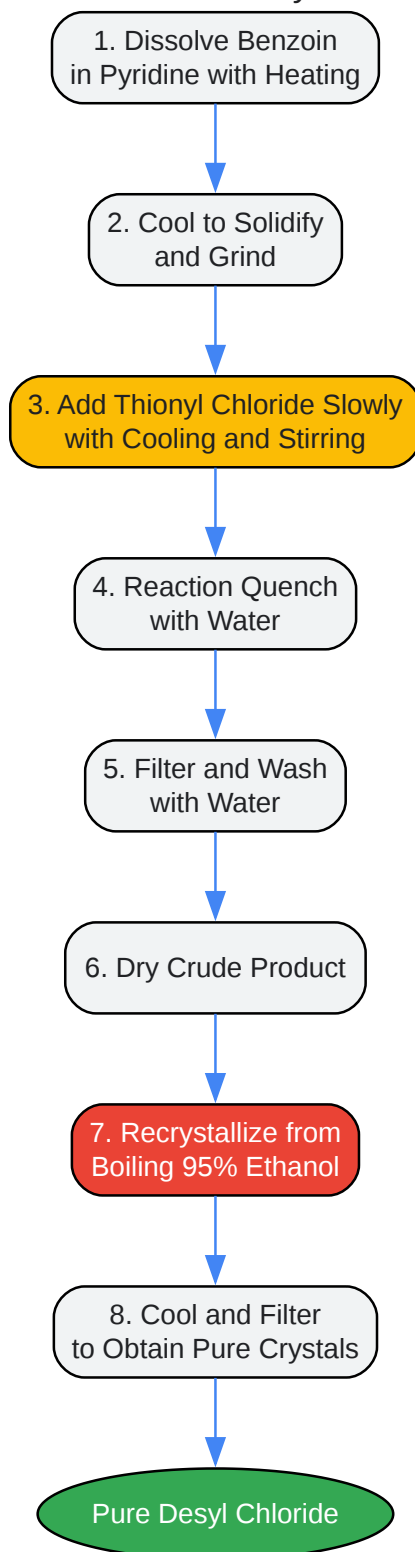 1. Dissolve Benzoin
in Pyridine with Heating
2. Cool to Solidify
and Grind
3. Add Thionyl Chloride Slowly
with Cooling and Stirring
4. Reaction Quench
with Water
5. Filter and Wash
with Water
6. Dry Crude Product
7. Recrystallize from
Boiling 95% Ethanol
8. Cool and Filter
to Obtain Pure Crystals
Pure Desyl Chloride